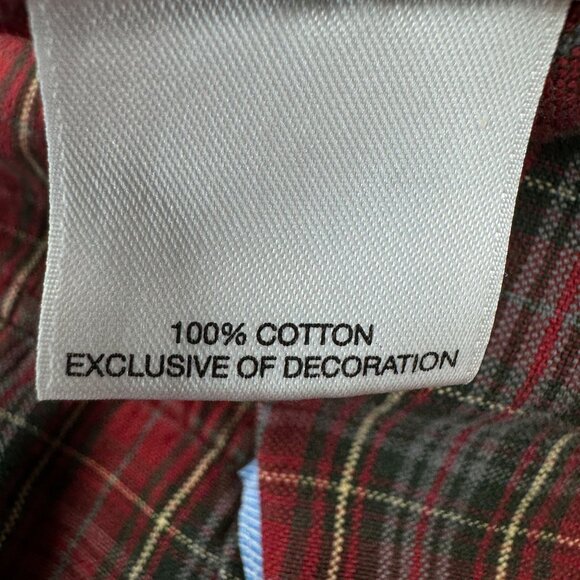 100% COTTON
EXCLUSIVE OF DECORATION